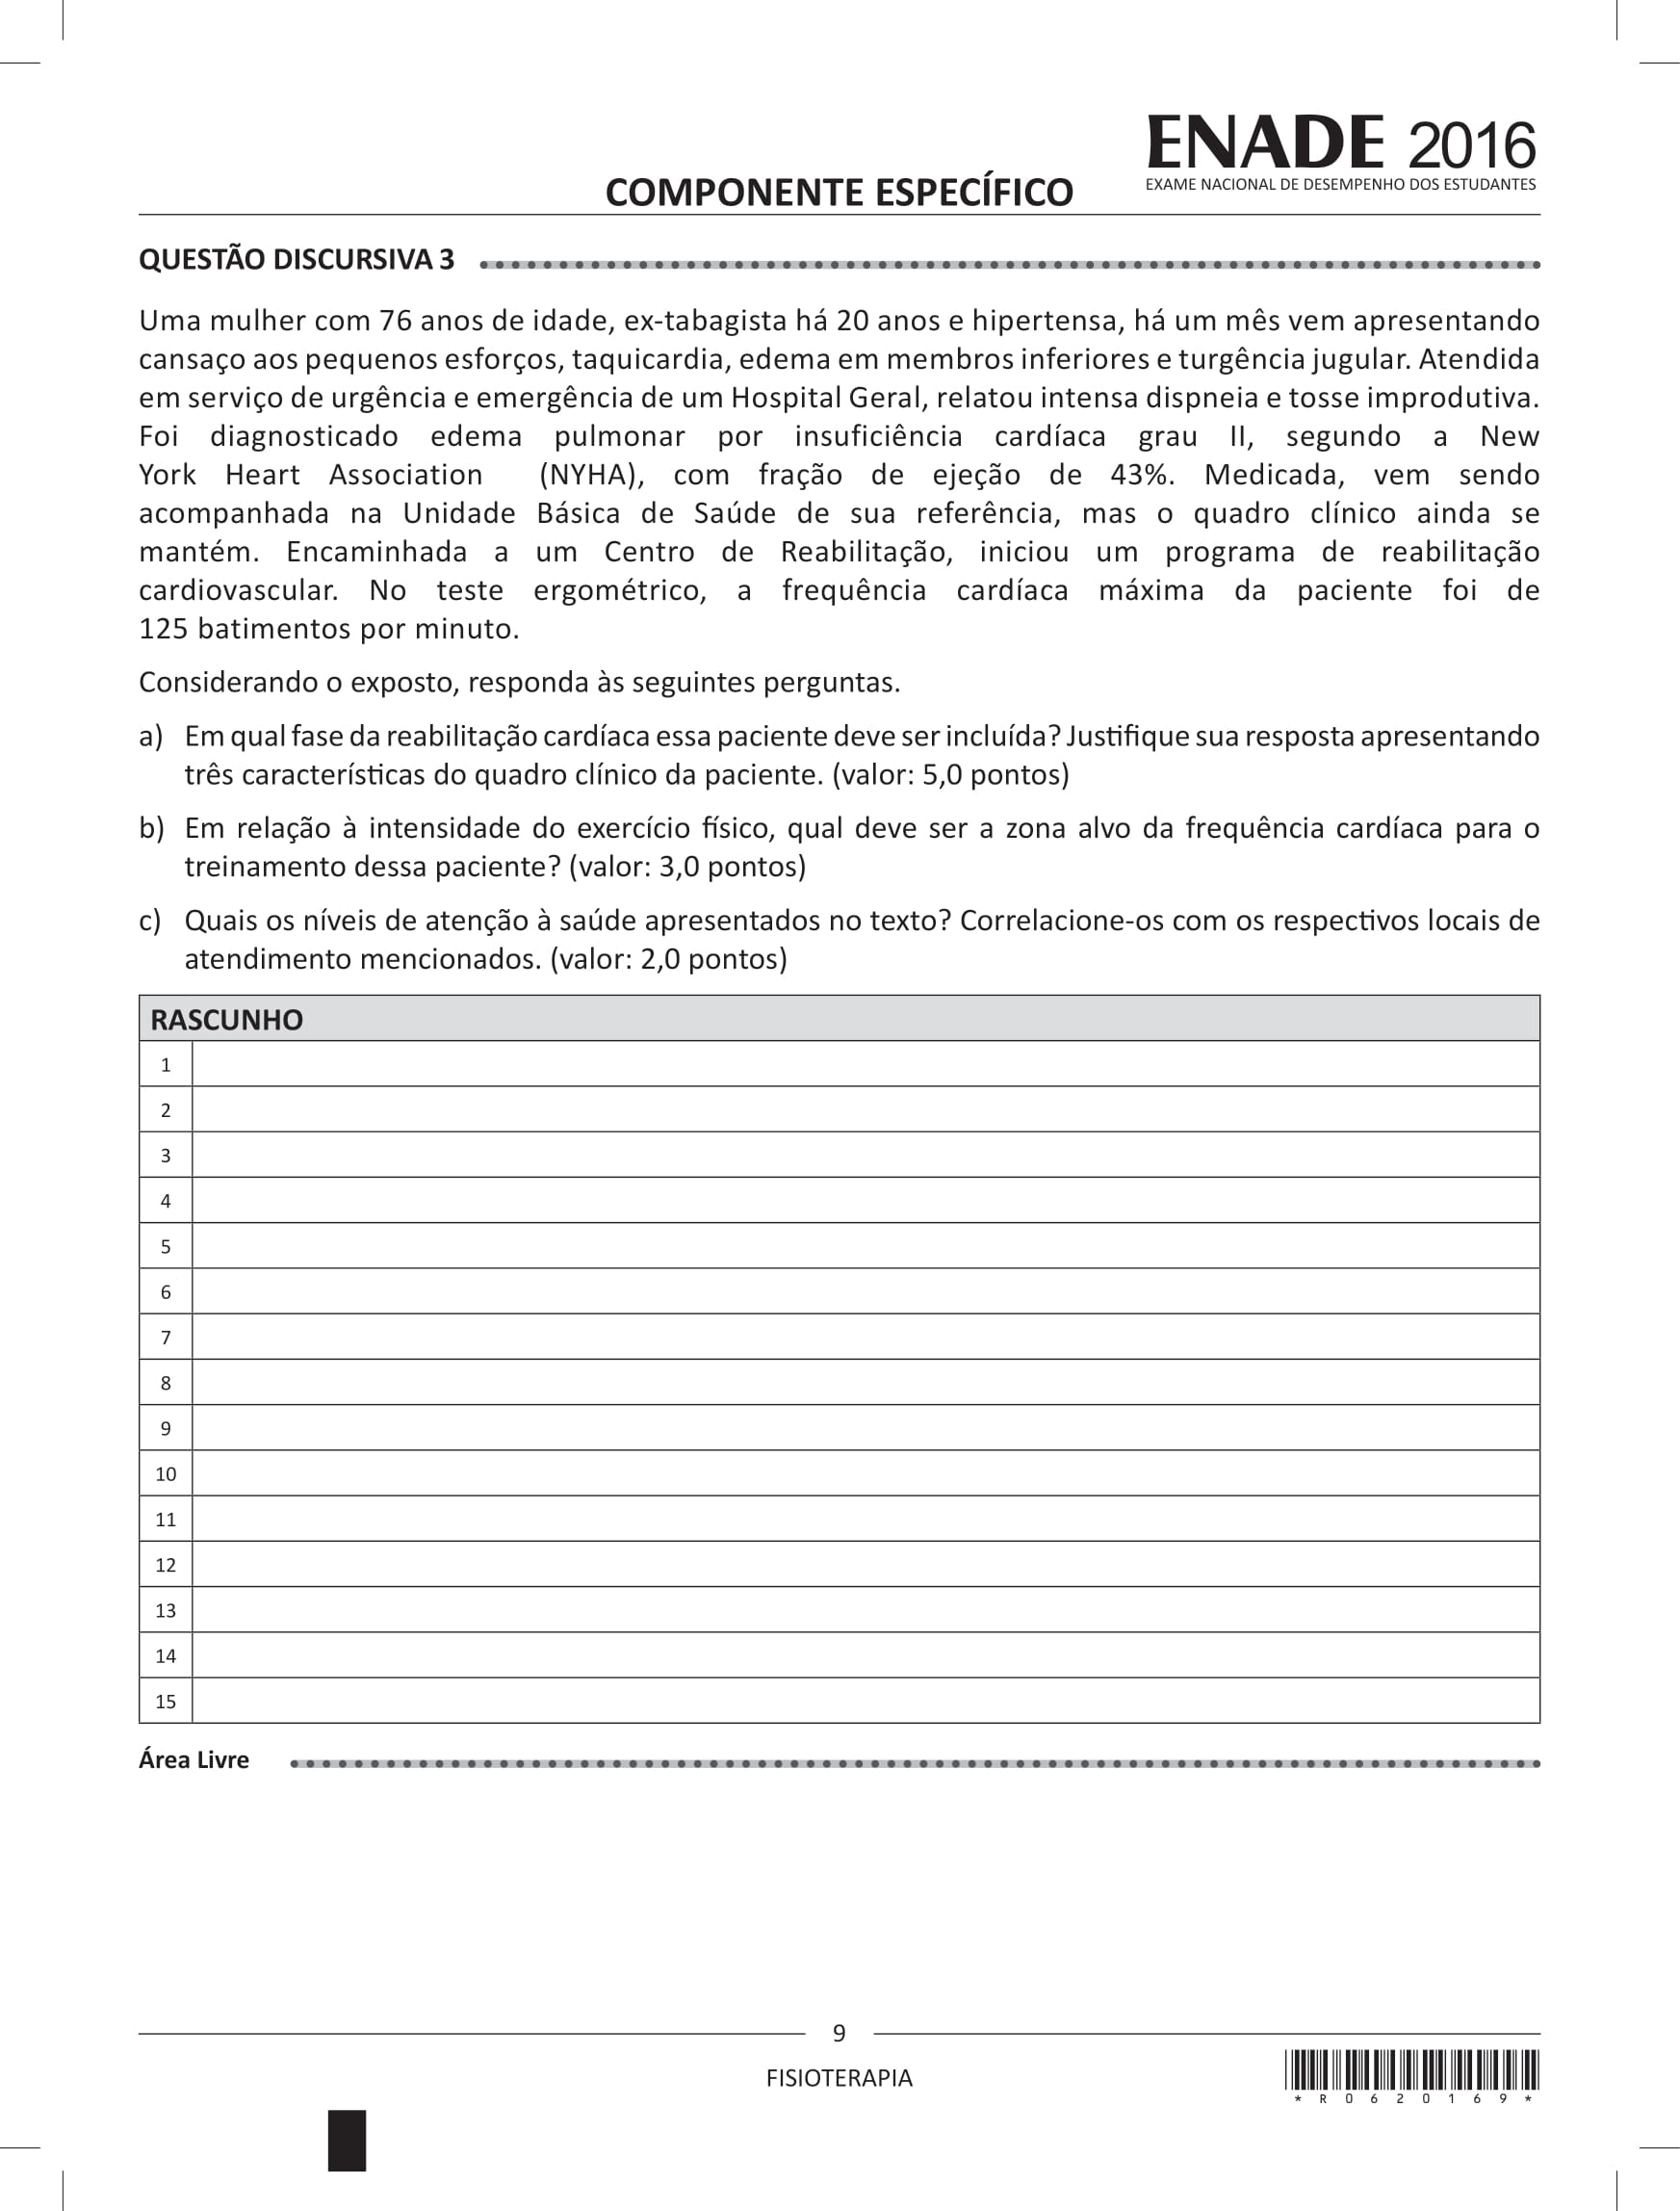 ENADE 2016
EXAME NACIONAL DE DESEMPENHO DOS ESTUDANTES
COMPONENTE ESPECÍFICO
QUESTÃO DISCURSIVA 3
Uma mulher com 76 anos de idade, ex-tabagista há 20 anos e hipertensa, há um mês vem apresentando
cansaço aos pequenos esforços, taquicardia, edema em membros inferiores e turgência jugular. Atendida
em serviço de urgência e emergência de um Hospital Geral, relatou intensa dispneia e tosse improdutiva.
Foi diagnosticado edema pulmonar por insuficiência cardíaca grau II, segundo a New
York Heart Association (NYHA), com fração de ejeção de 43%. Medicada, vem sendo
acompanhada na Unidade Básica de Saúde de sua referência, mas o quadro clínico ainda se
mantém. Encaminhada a um Centro de Reabilitação, iniciou um programa de reabilitação
cardiovascular. No teste ergométrico, a frequência cardíaca máxima da paciente foi de
125 batimentos por minuto.
Considerando o exposto, responda às seguintes perguntas.
a) Em qual fase da reabilitação cardíaca essa paciente deve ser incluída? Justifique sua resposta apresentando
três características do quadro clínico da paciente. (valor: 5,0 pontos)
b) Em relação à intensidade do exercício físico, qual deve ser a zona alvo da frequência cardíaca para o
treinamento dessa paciente? (valor: 3,0 pontos)
c) Quais os níveis de atenção à saúde apresentados no texto? Correlacione-os com os respectivos locais de
atendimento mencionados. (valor: 2,0 pontos)
RASCUNHO
1
2
3
4
5
6
7
8
9
10
11
12
13
14
15
Área Livre
9
FISIOTERAPIA
*R0620169*